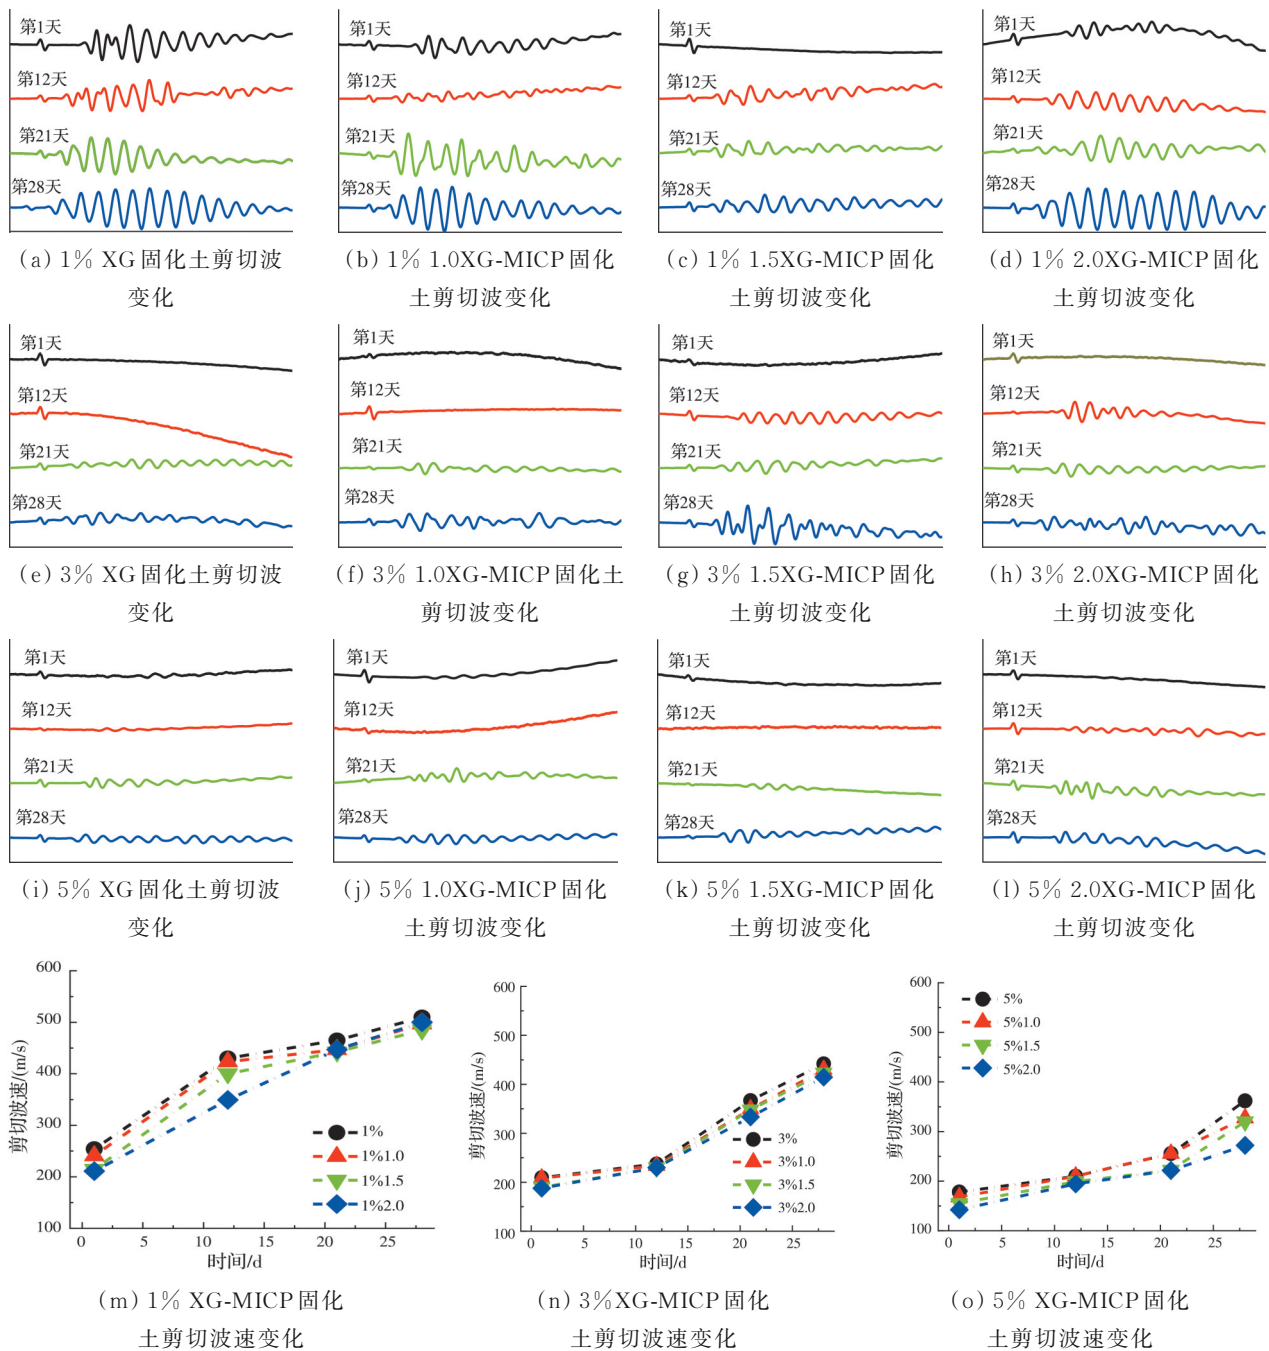 第1天
第12天
第21天
第28天
(a) 1% XG固化土剪切波
变化
第1天
第12天
第21天
第28天
(b) 1% 1.0XG-MICP固化
土剪切波变化
第1天
第12天
第21天
第28天
(c) 1% 1.5XG-MICP固化
土剪切波变化
第1天
第12天
第21天
第28天
(d) 1% 2.0XG-MICP固化
土剪切波变化
第1天
第12天
第21天
第28天
(e) 3% XG固化土剪切波
变化
第1天
第12天
第21天
第28天
(f) 3% 1.0XG-MICP固化土
剪切波变化
第1天
第12天
第21天
第28天
(g) 3% 1.5XG-MICP固化
土剪切波变化
第1天
第12天
第21天
第28天
(h) 3% 2.0XG-MICP固化
土剪切波变化
第1天
第12天
第21天
第28天
(i) 5% XG固化土剪切波
变化
第1天
第12天
第21天
第28天
(j) 5% 1.0XG-MICP固化
土剪切波变化
第1天
第12天
第21天
第28天
(k) 5% 1.5XG-MICP固化
土剪切波变化
第1天
第12天
第21天
第28天
(l) 5% 2.0XG-MICP固化
土剪切波变化
剪切波速/(m/s)
600
500
400
300
200
100
1%
1%1.0
1%1.5
1%2.0
0 5 10 15 20 25
时间/d
(m) 1% XG-MICP固化
土剪切波速变化
剪切波速/(m/s)
600
500
400
300
200
100
3%
3%1.0
3%1.5
3%2.0
0 5 10 15 20 25
时间/d
(n) 3%XG-MICP固化
土剪切波速变化
剪切波速/(m/s)
600
500
400
300
200
100
5%
5%1.0
5%1.5
5%2.0
0 5 10 15 20 25
时间/d
(o) 5% XG-MICP固化
土剪切波速变化